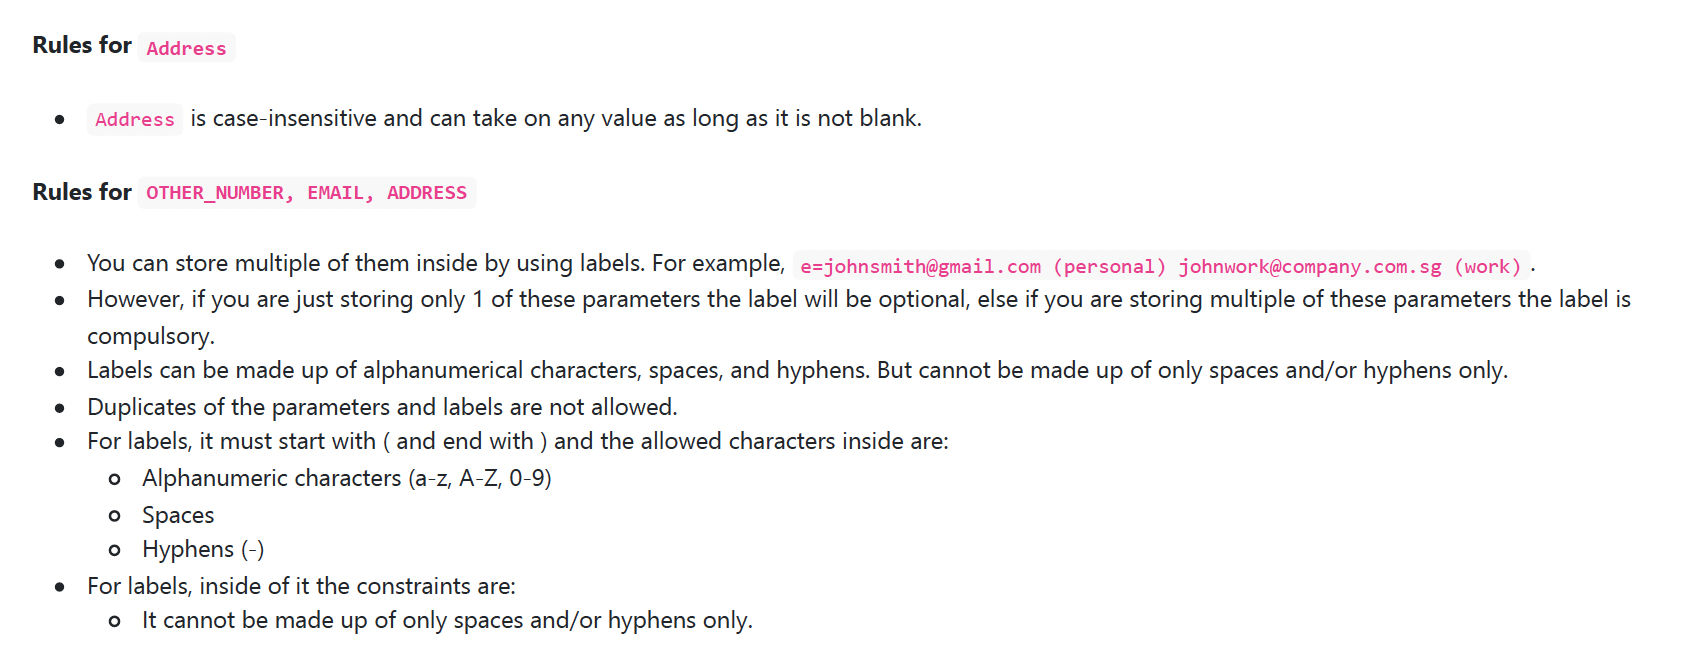 Rules for Address
Address is case-insensitive and can take on any value as long as it is not blank.
Rules for OTHER_NUMBER, EMAIL, ADDRESS
You can store multiple of them inside by using labels. For example, e=johnsmith@gmail.com (personal) johnwork@company.com.sg (work) .
However, if you are just storing only 1 of these parameters the label will be optional, else if you are storing multiple of these parameters the label is
compulsory.
Labels can be made up of alphanumerical characters, spaces, and hyphens. But cannot be made up of only spaces and/or hyphens only.
Duplicates of the parameters and labels are not allowed.
For labels, it must start with ( and end with ) and the allowed characters inside are:
Alphanumeric characters (a-z, A-Z, 0-9)
Spaces
Hyphens (-)
For labels, inside of it the constraints are:
It cannot be made up of only spaces and/or hyphens only.